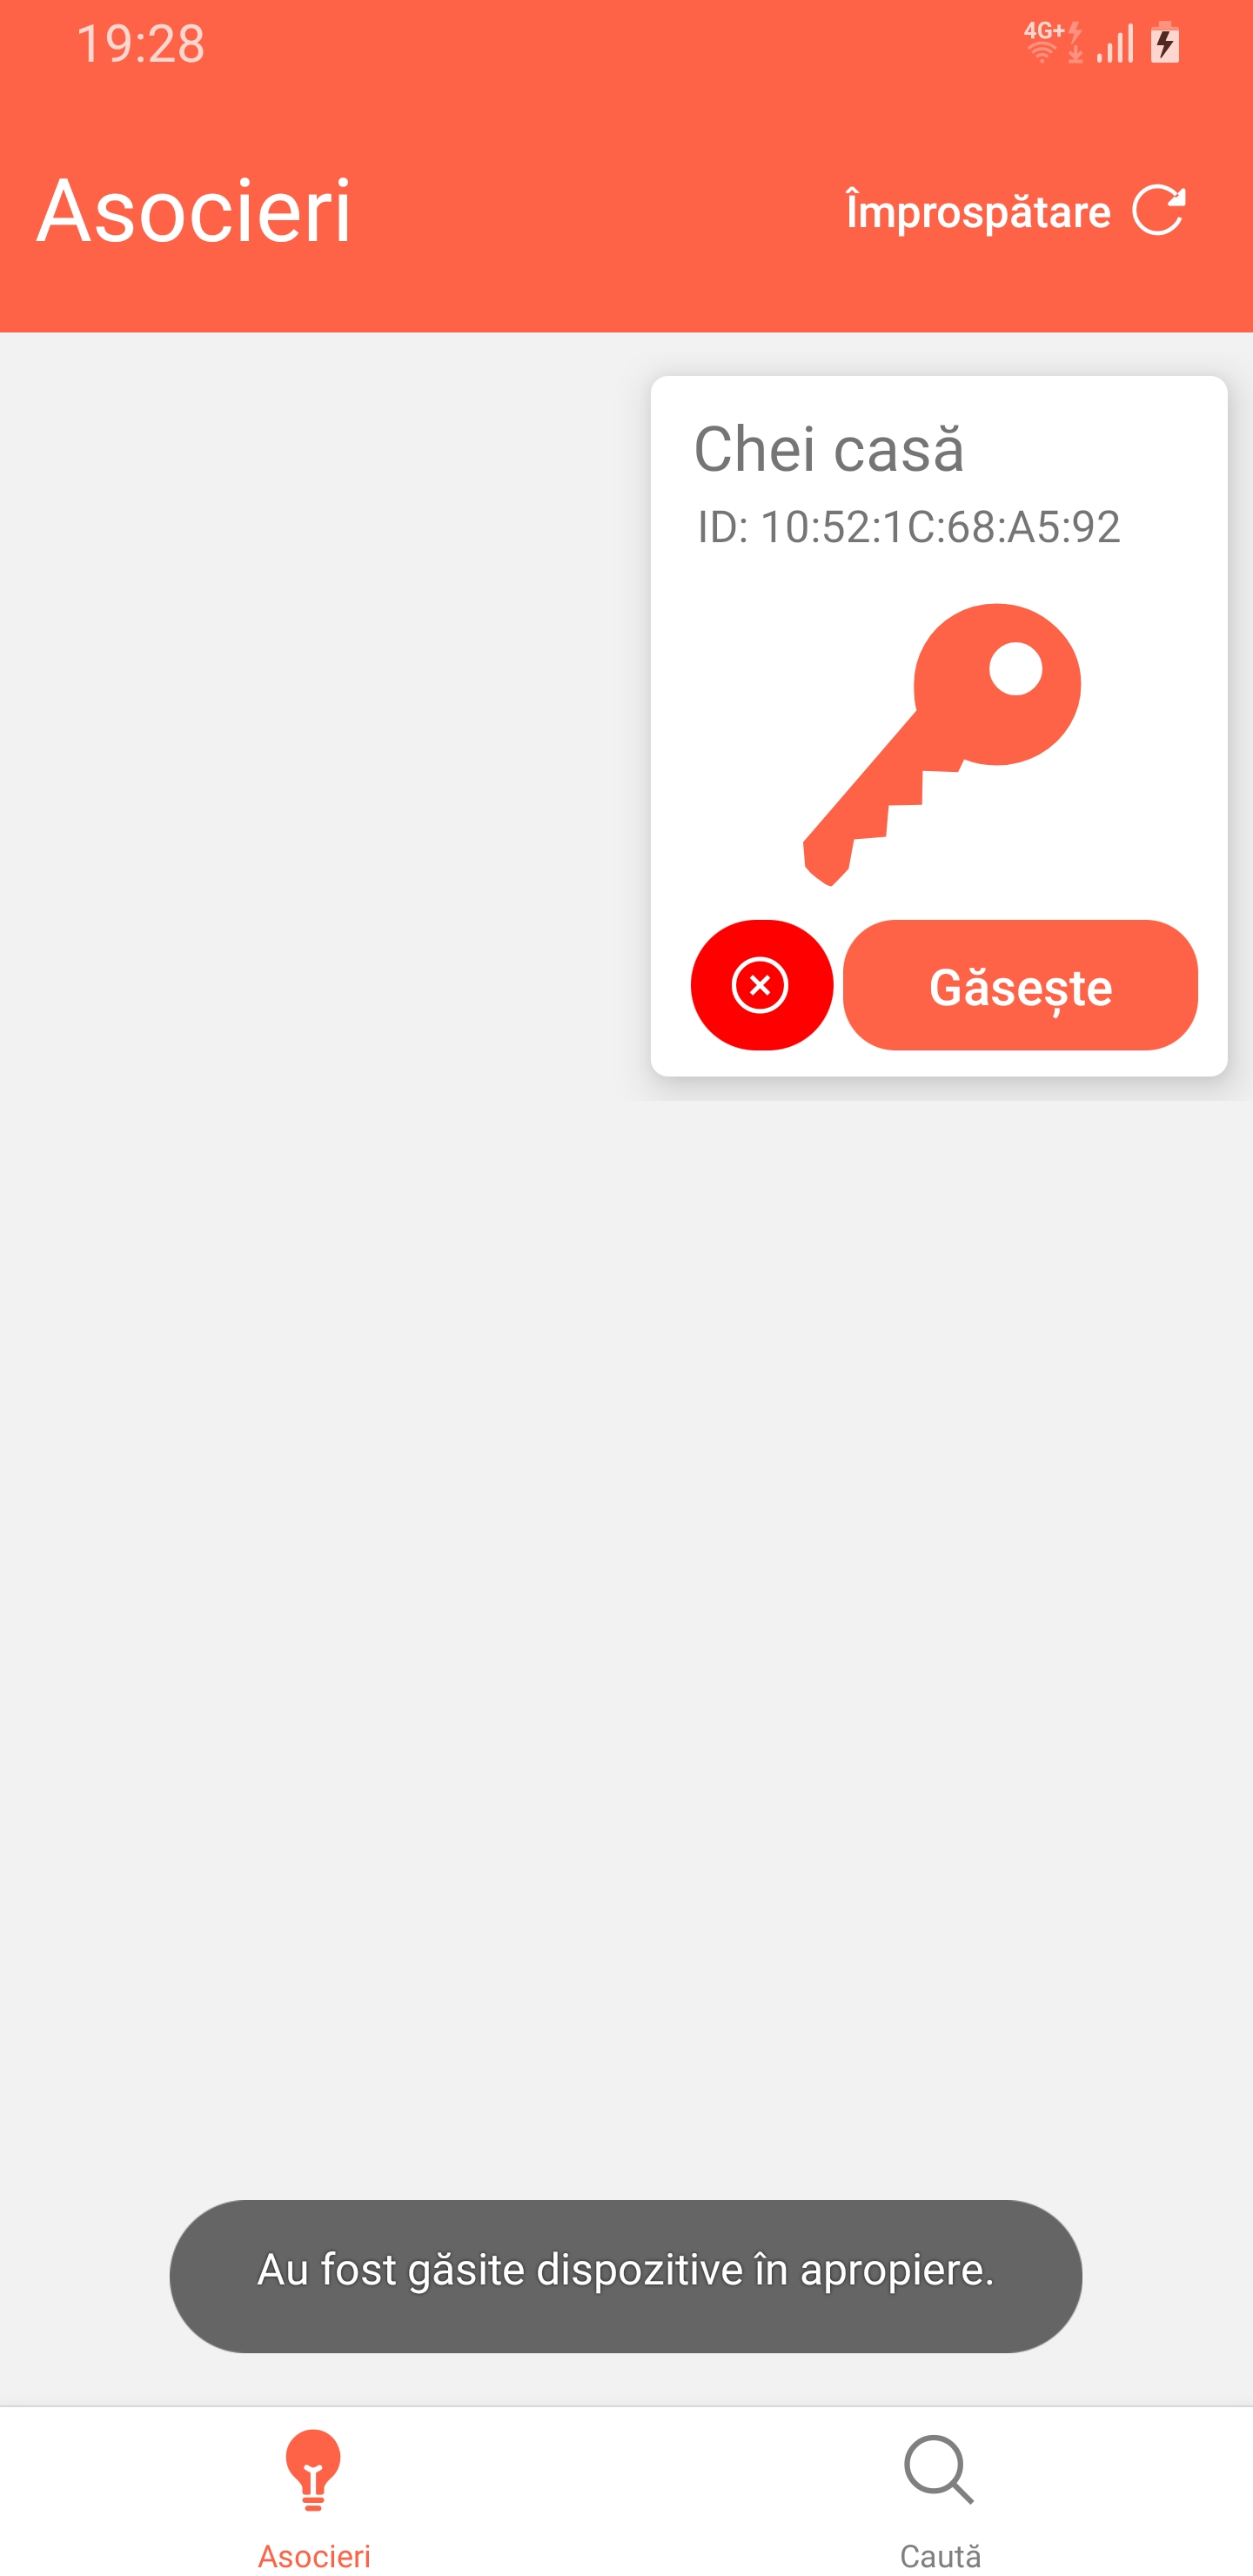 19:28
4G+
Asocieri
Împrospătare
Chei casă
ID: 10:52:1C:68:A5:92
Găsește
Au fost găsite dispozitive în apropiere.
Asocieri
Caută